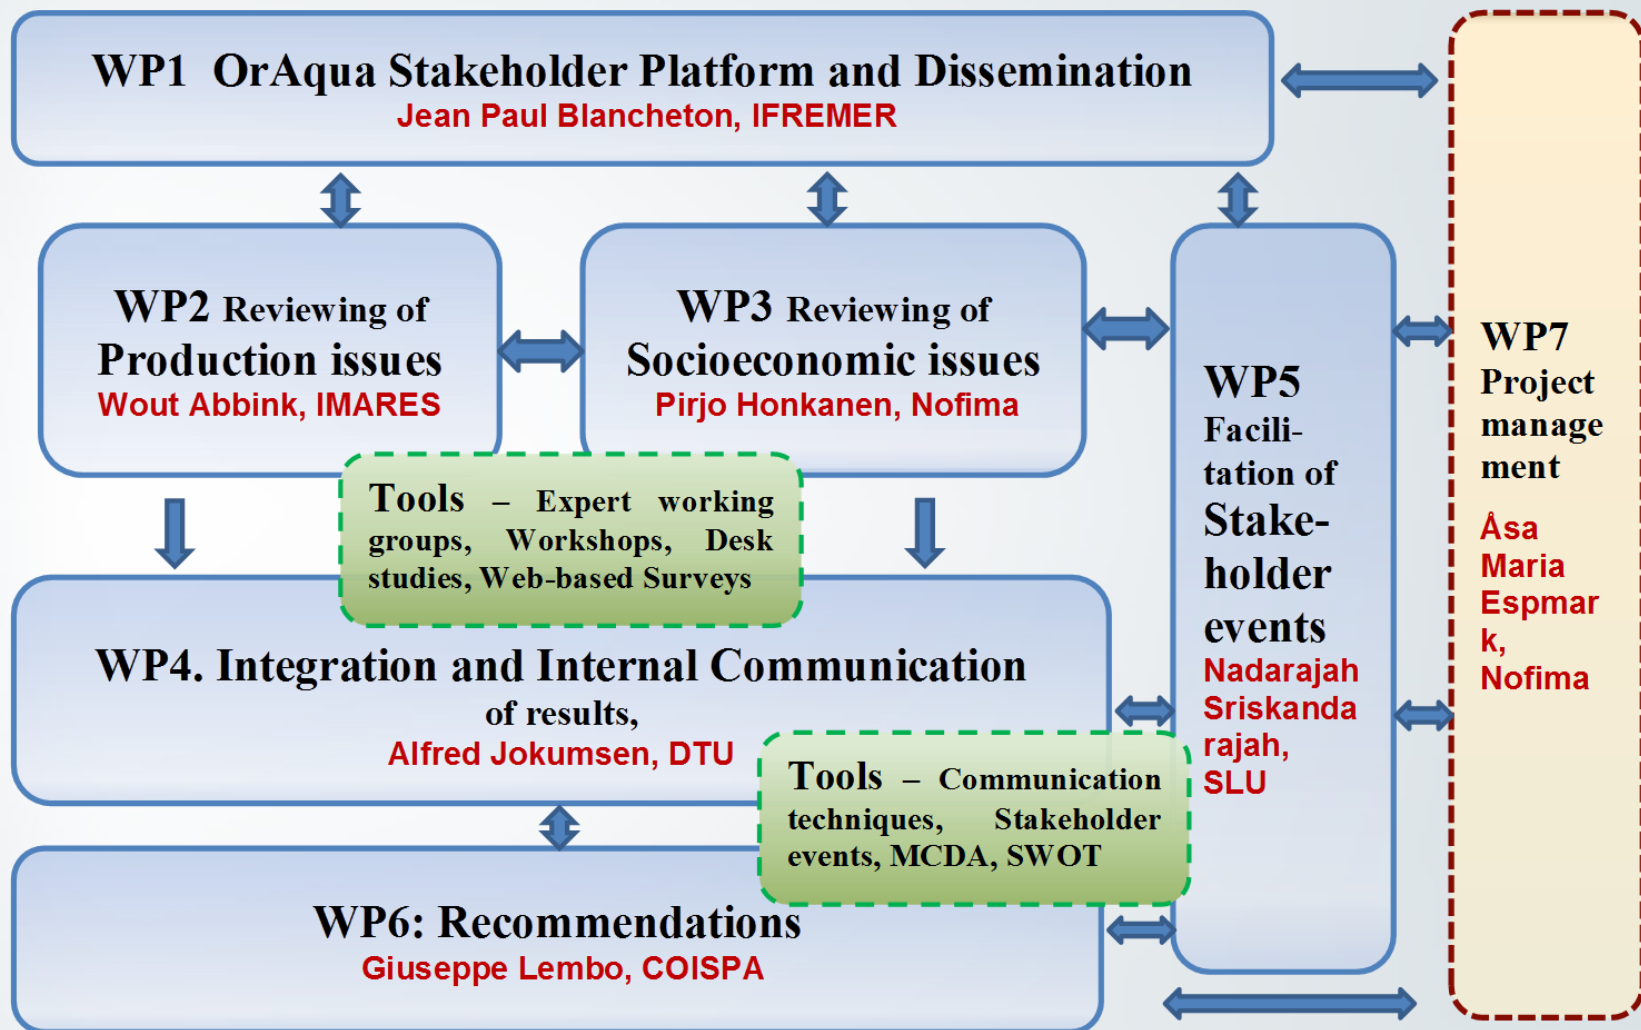 WP1 OrAqua Stakeholder Platform and Dissemination
Jean Paul Blancheton, IFREMER
WP2 Reviewing of
Production issues
Wout Abbink, IMARES
WP3 Reviewing of
Socioeconomic issues
Pirjo Honkanen, Nofima
Tools – Expert working
groups, Workshops, Desk
studies, Web-based Surveys
WP4. Integration and Internal Communication
of results,
Alfred Jokumsen, DTU
Tools – Communication
techniques, Stakeholder
events, MCDA, SWOT
WP6: Recommendations
Giuseppe Lembo, COISPA
WP5
Facili-
tation of
Stake-
holder
events
Nadarajah
Sriskanda
rajah,
SLU
WP7
Project
manage
ment
Åsa
Maria
Espmar
k,
Nofima